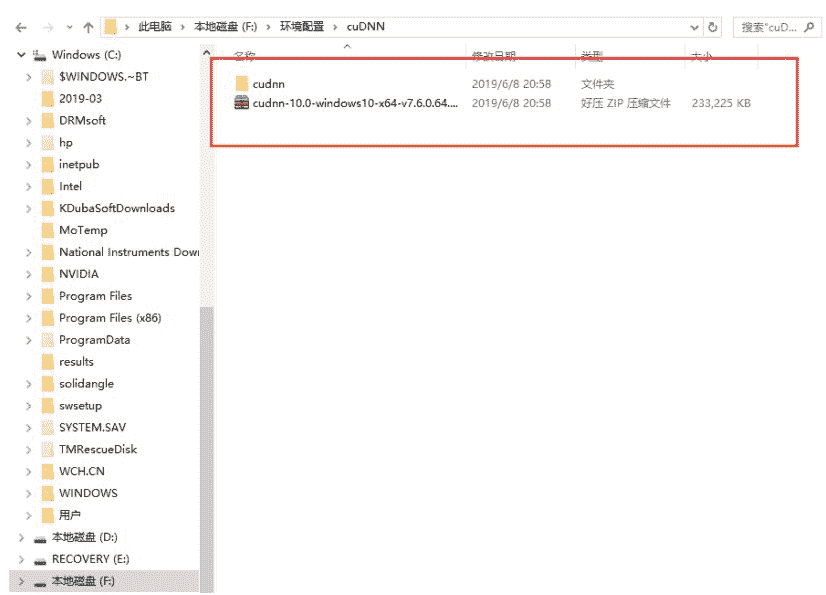 此电脑 › 本地磁盘 (F:) › 环境配置 › cuDNN
搜索"cuD...
名称 修改日期 类型 大小
cudnn 2019/6/8 20:58 文件夹
cudnn-10.0-windows10-x64-v7.6.0.64.... 2019/6/8 20:58 好压 ZIP 压缩文件 233,225 KB
Windows (C:)
$WINDOWS.~BT
2019-03
DRMsoft
hp
inetpub
Intel
KDubaSoftDownloads
MoTemp
National Instruments Dow
NVIDIA
Program Files
Program Files (x86)
ProgramData
results
solidangle
swsetup
SYSTEM.SAV
TMRescueDisk
WCH.CN
WINDOWS
用户
本地磁盘 (D:)
RECOVERY (E:)
本地磁盘 (F:)